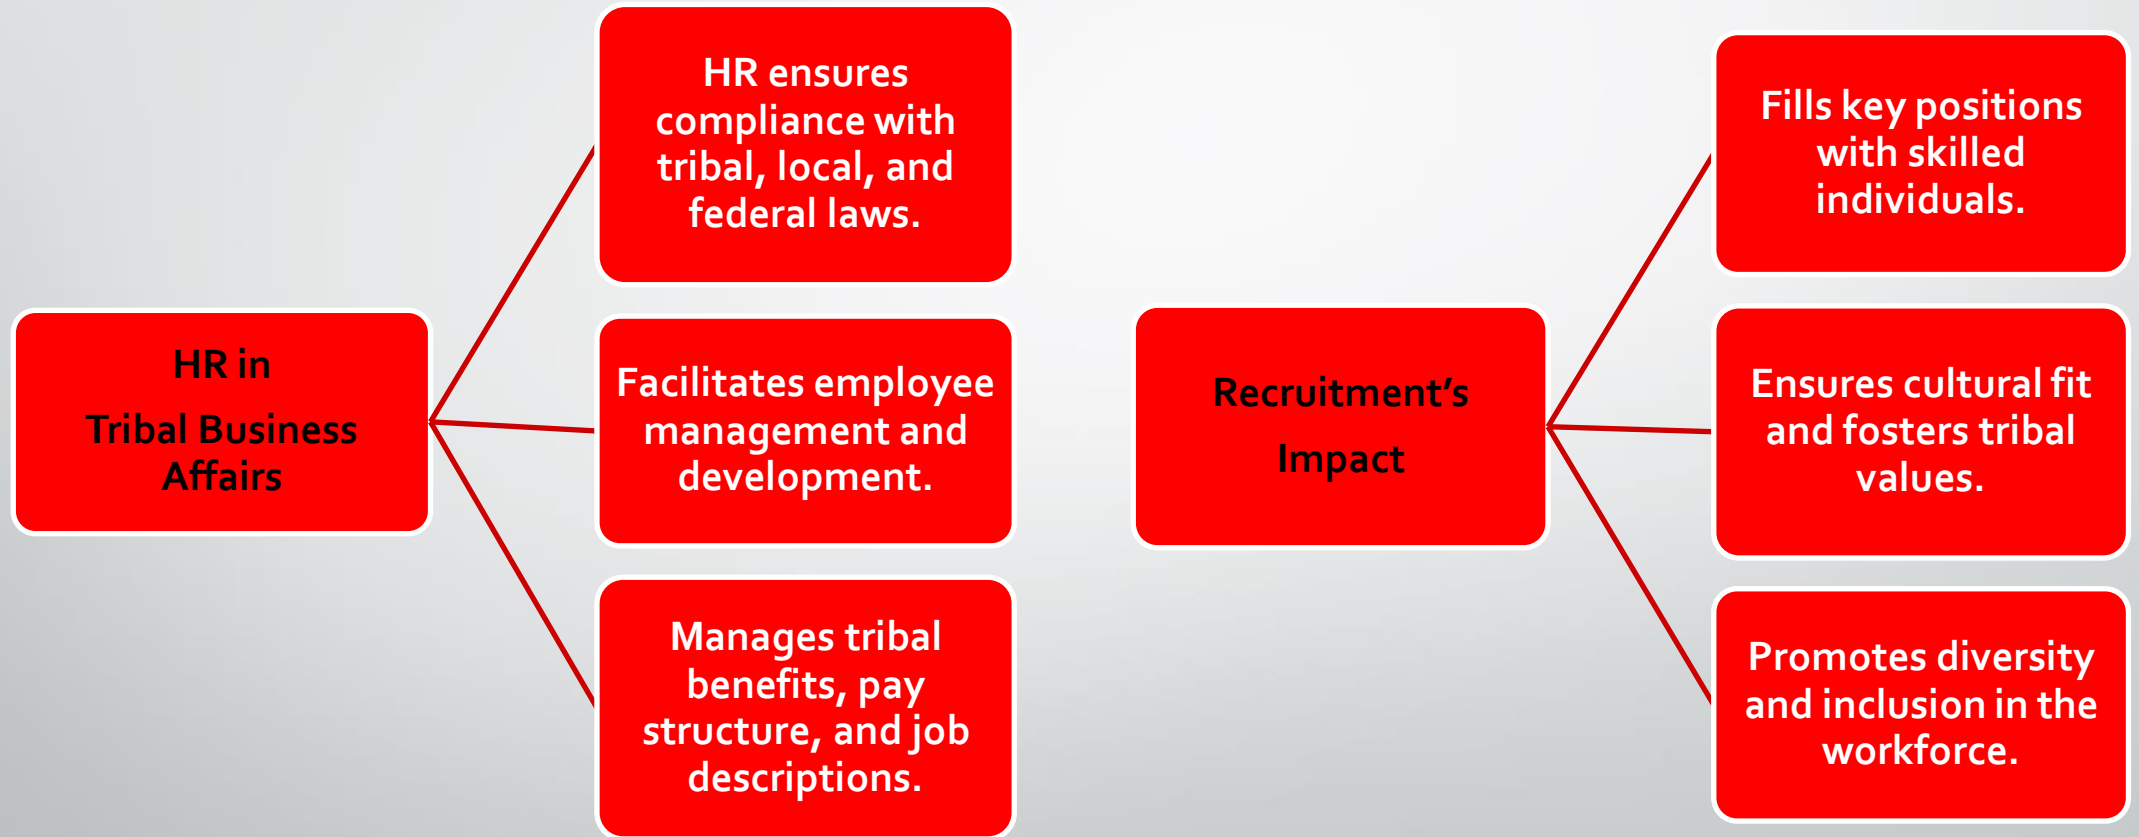 HR in
Tribal Business
Affairs
HR ensures
compliance with
tribal, local, and
federal laws.
Facilitates employee
management and
development.
Manages tribal
benefits, pay
structure, and job
descriptions.
Recruitment’s
Impact
Fills key positions
with skilled
individuals.
Ensures cultural fit
and fosters tribal
values.
Promotes diversity
and inclusion in the
workforce.